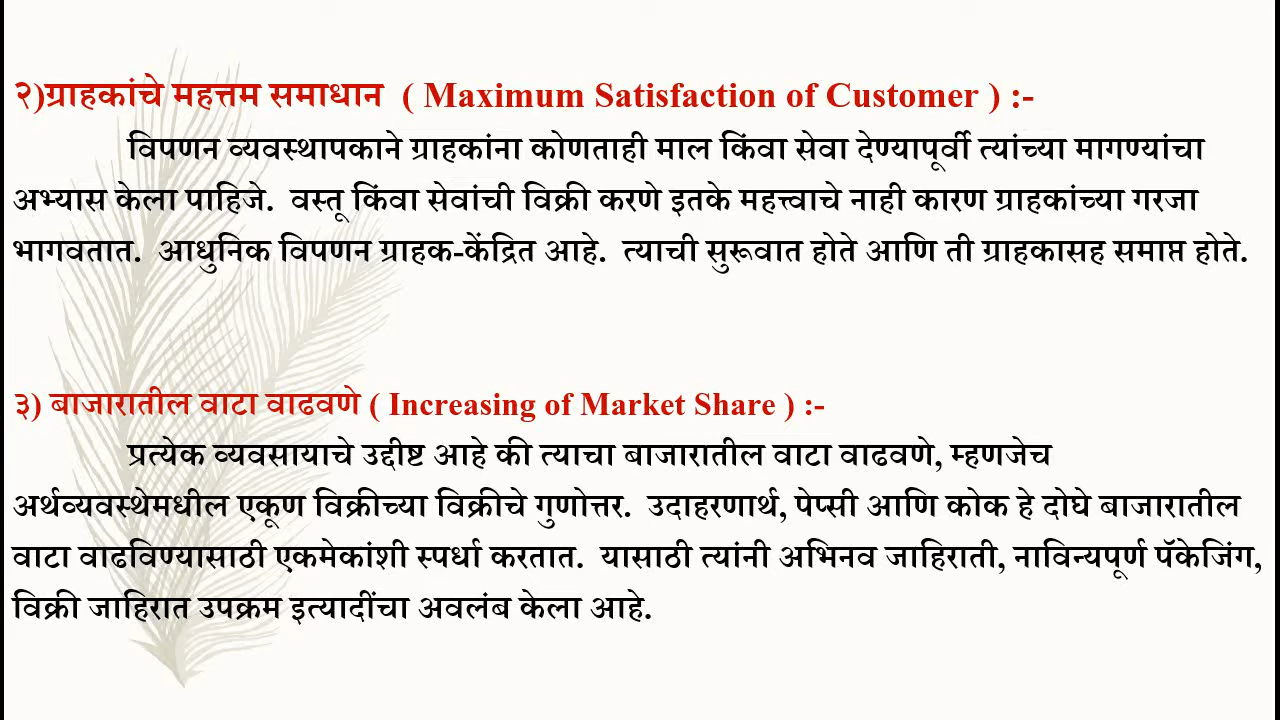 २)ग्राहकांचे महत्तम समाधान ( Maximum Satisfaction of Customer ) :-
विपणन व्यवस्थापकाने ग्राहकांना कोणताही माल किंवा सेवा देण्यापूर्वी त्यांच्या मागण्यांचा
अभ्यास केला पाहिजे. वस्तू किंवा सेवांची विक्री करणे इतके महत्त्वाचे नाही कारण ग्राहकांच्या गरजा
भागवतात. आधुनिक विपणन ग्राहक-केंद्रित आहे. त्याची सुरूवात होते आणि ती ग्राहकासह समाप्त होते.
३) बाजारातील वाटा वाढवणे ( Increasing of Market Share ) :-
प्रत्येक व्यवसायाचे उद्दीष्ट आहे की त्याचा बाजारातील वाटा वाढवणे, म्हणजेच
अर्थव्यवस्थेमधील एकूण विक्रीच्या विक्रीचे गुणोत्तर. उदाहरणार्थ, पेप्सी आणि कोक हे दोघे बाजारातील
वाटा वाढविण्यासाठी एकमेकांशी स्पर्धा करतात. यासाठी त्यांनी अभिनव जाहिराती, नाविन्यपूर्ण पॅकेजिंग,
विक्री जाहिरात उपक्रम इत्यादींचा अवलंब केला आहे.